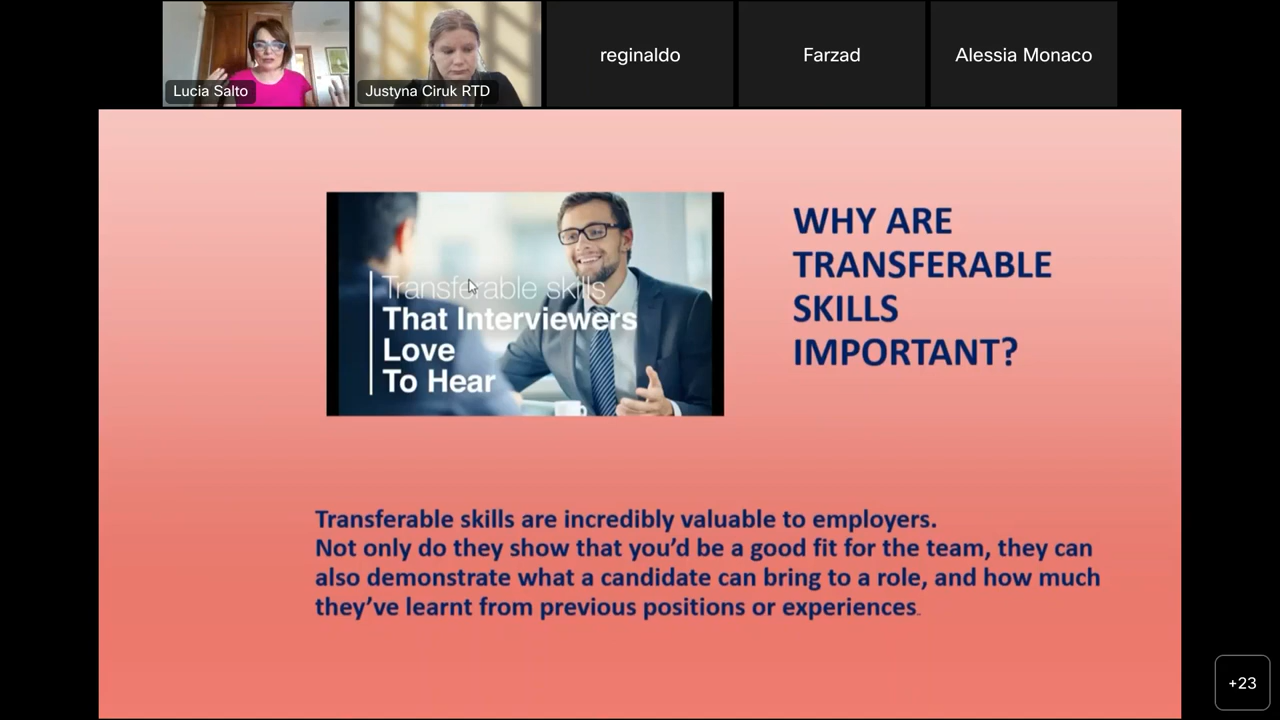 Lucia Salto
Justyna Ciruk RTD
reginaldo
Farzad
Alessia Monaco
Transferable skills
That Interviewers
Love
To Hear
WHY ARE
TRANSFERABLE
SKILLS
IMPORTANT?
Transferable skills are incredibly valuable to employers.
Not only do they show that you’d be a good fit for the team, they can
also demonstrate what a candidate can bring to a role, and how much
they’ve learnt from previous positions or experiences.
+23